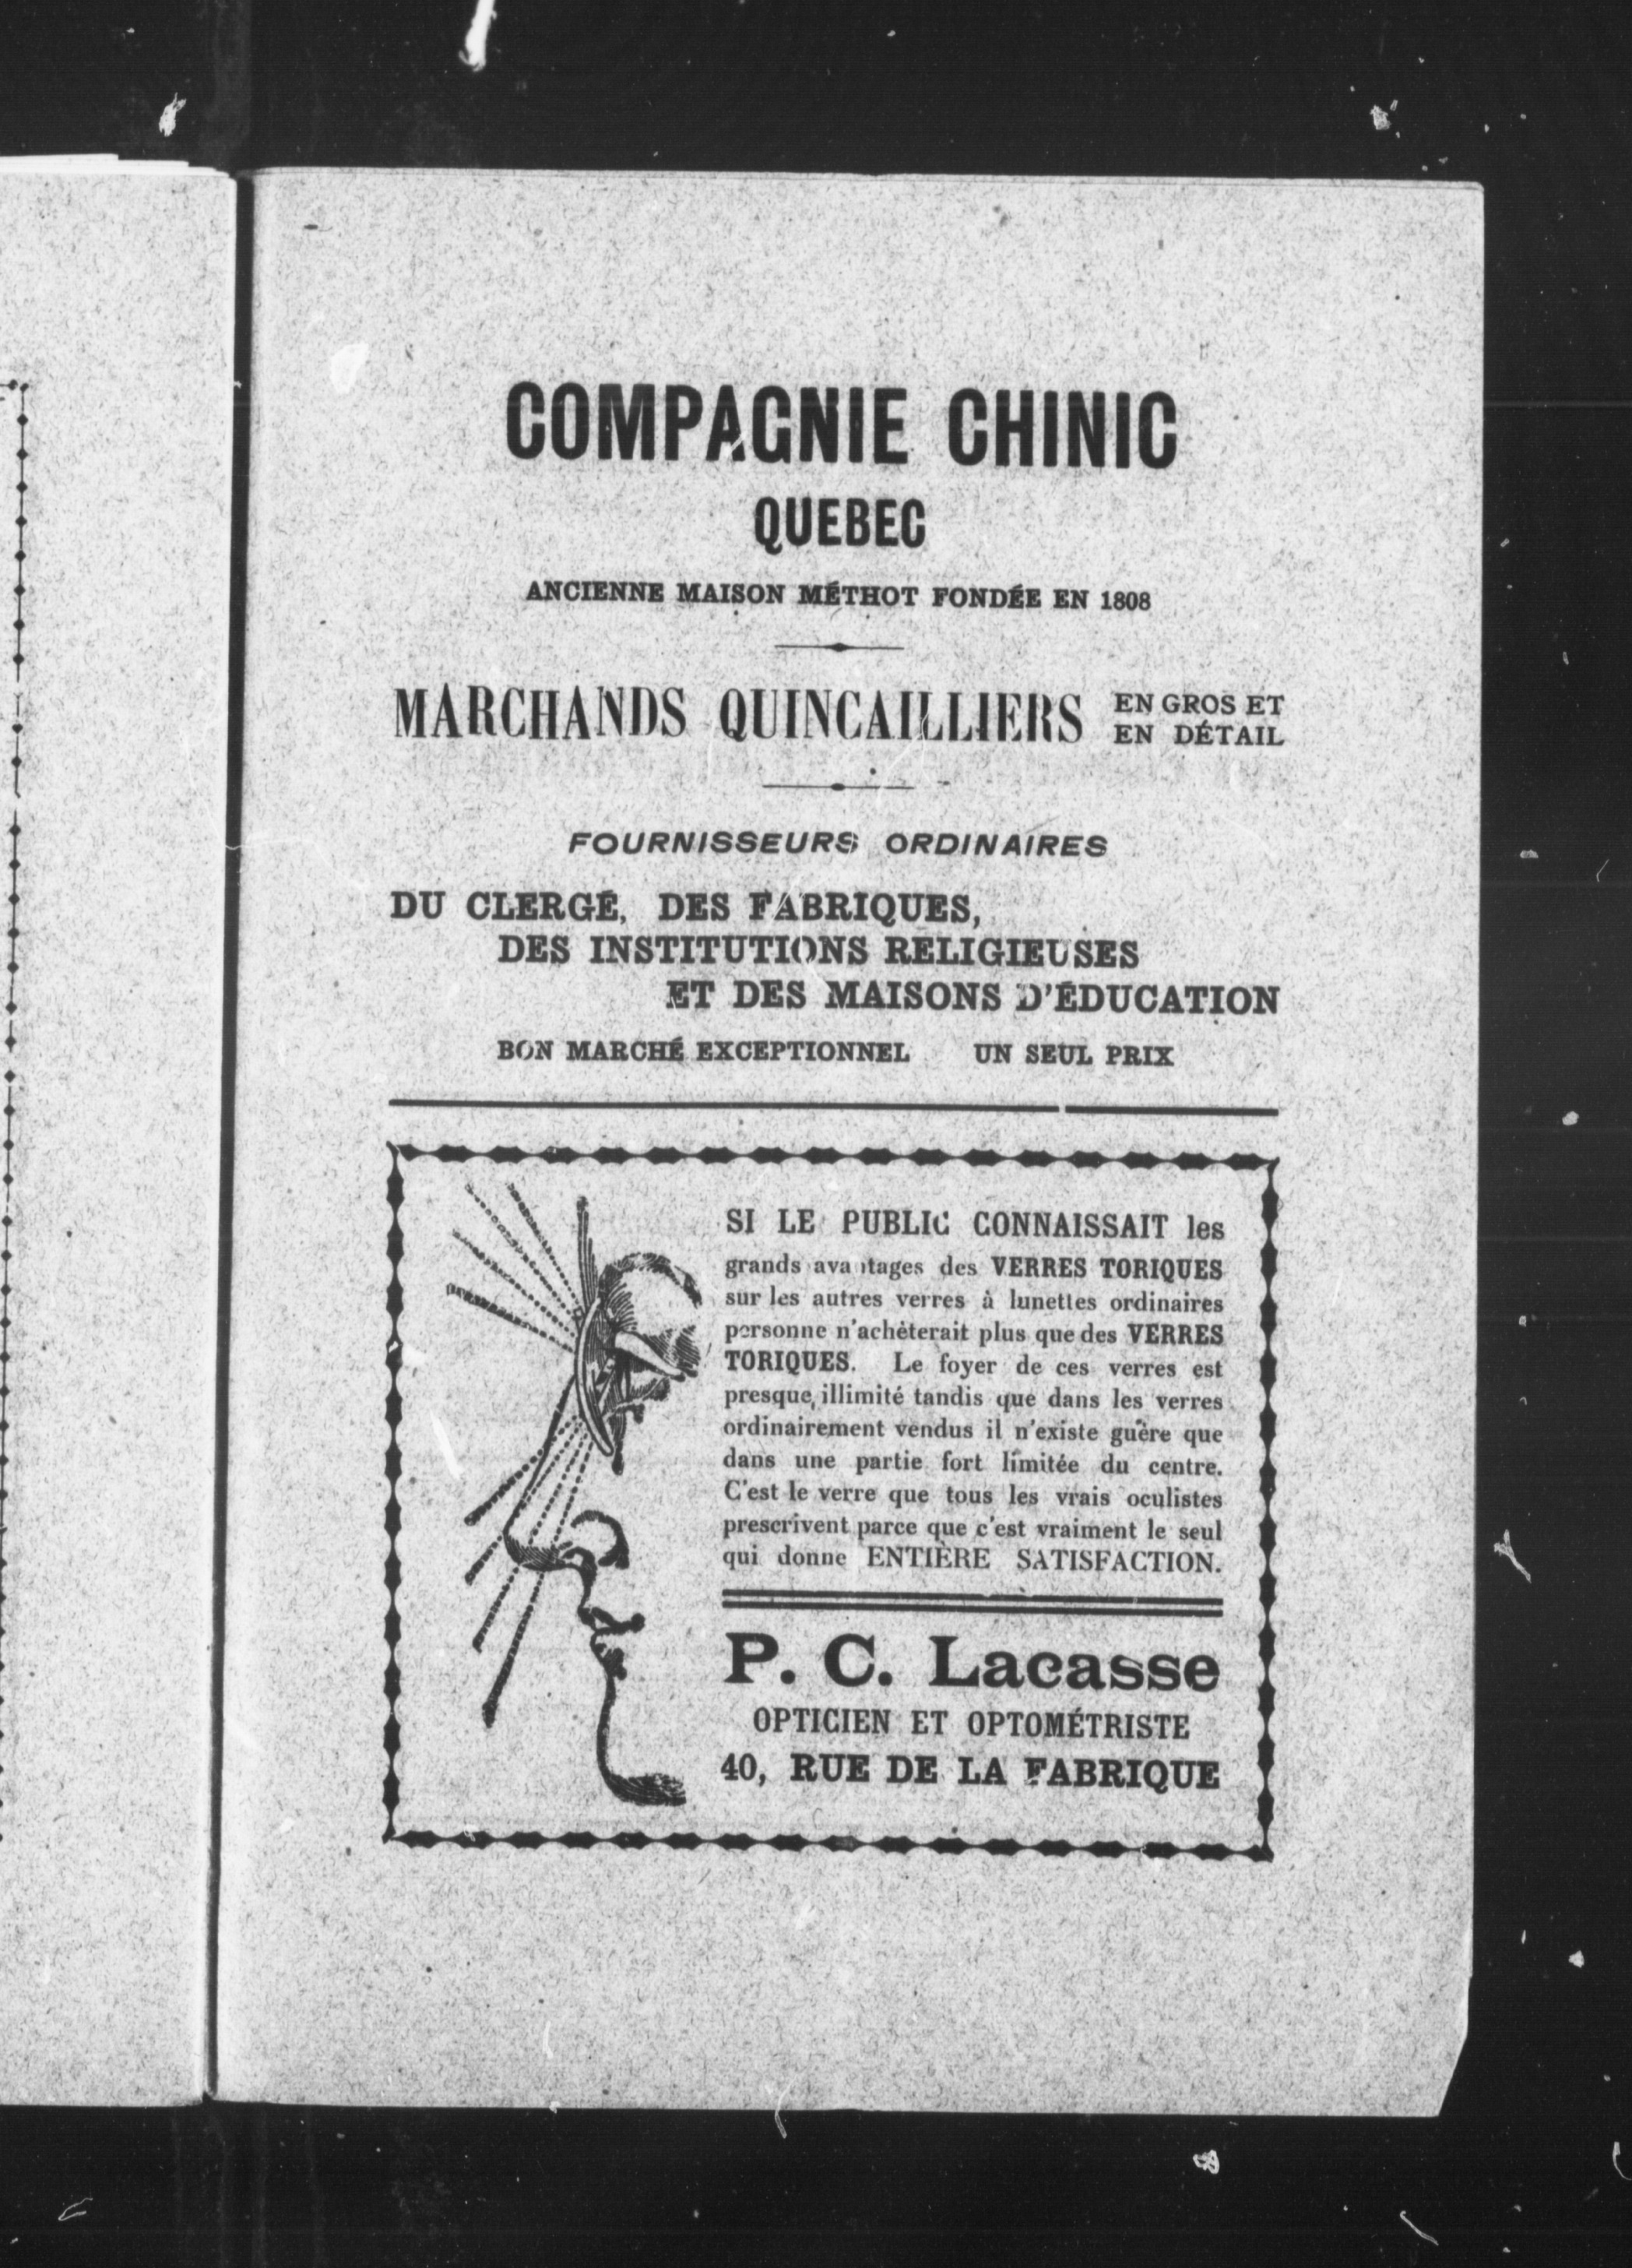 COMPAGNIE CHINIC
QUEBEC
ANCIENNE MAISON MÉTHOT FONDÉE EN 1808
MARCHANDS QUINCAILLIERS EN GROS ET
EN DÉTAIL
FOURNISSEURS ORDINAIRES
DU CLERGÉ, DES FABRIQUES,
DES INSTITUTIONS RELIGIEUSES
ET DES MAISONS D'ÉDUCATION
BON MARCHÉ EXCEPTIONNEL UN SEUL PRIX
SI LE PUBLIC CONNAISSAIT les
grands avantages des VERRES TORIQUES
sur les autres verres à lunettes ordinaires
personne n'achèterait plus que des VERRES
TORIQUES. Le foyer de ces verres est
presque illimité tandis que dans les verres
ordinairement vendus il n'existe guère que
dans une partie fort limitée du centre.
C'est le verre que tous les vrais oculistes
prescrivent parce que c'est vraiment le seul
qui donne ENTIÈRE SATISFACTION.
P. C. Lacasse
OPTICIEN ET OPTOMÉTRISTE
40, RUE DE LA FABRIQUE